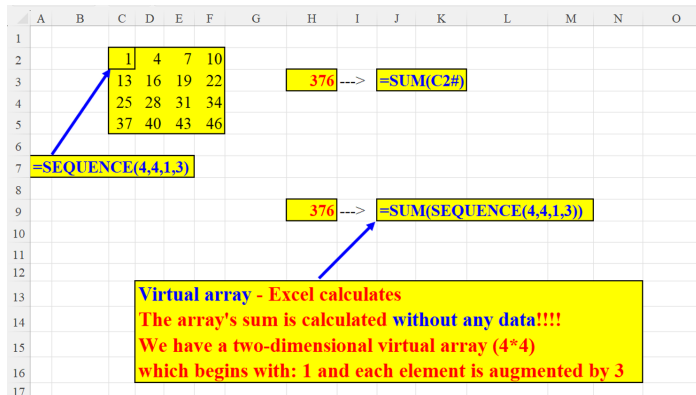 A B C D E F G H I J K L M N O
1
2 1 4 7 10
3 13 16 19 22 376 ---> =SUM(C2#)
4 25 28 31 34
5 37 40 43 46
6
7 =SEQUENCE(4,4,1,3)
8
9 376 ---> =SUM(SEQUENCE(4,4,1,3))
10
11
12
13 Virtual array - Excel calculates
14 The array's sum is calculated without any data!!!!
15 We have a two-dimensional virtual array (4*4)
16 which begins with: 1 and each element is augmented by 3
17